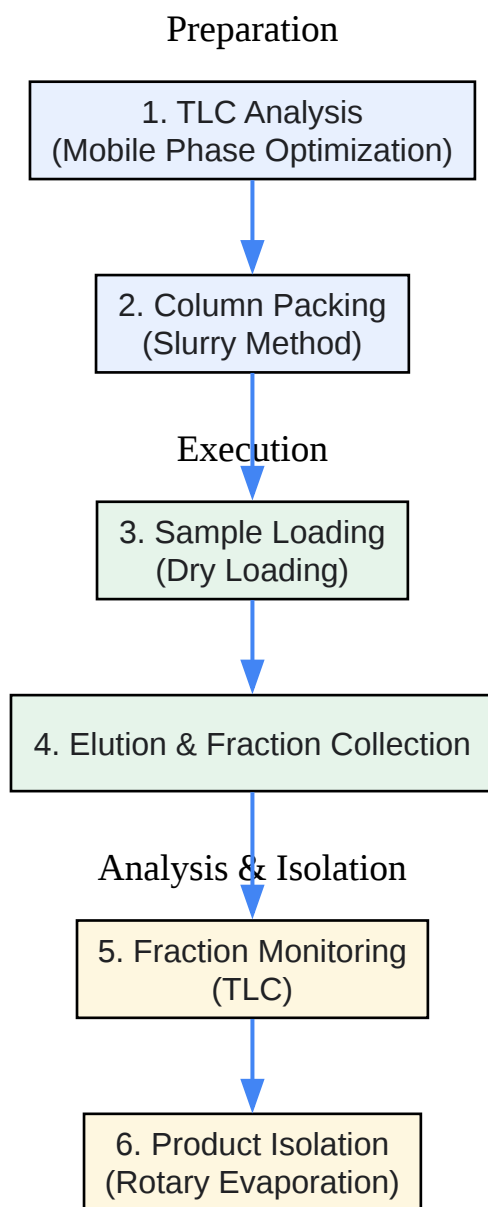 Preparation
1. TLC Analysis
(Mobile Phase Optimization)
2. Column Packing
(Slurry Method)
Execution
3. Sample Loading
(Dry Loading)
4. Elution & Fraction Collection
Analysis & Isolation
5. Fraction Monitoring
(TLC)
6. Product Isolation
(Rotary Evaporation)